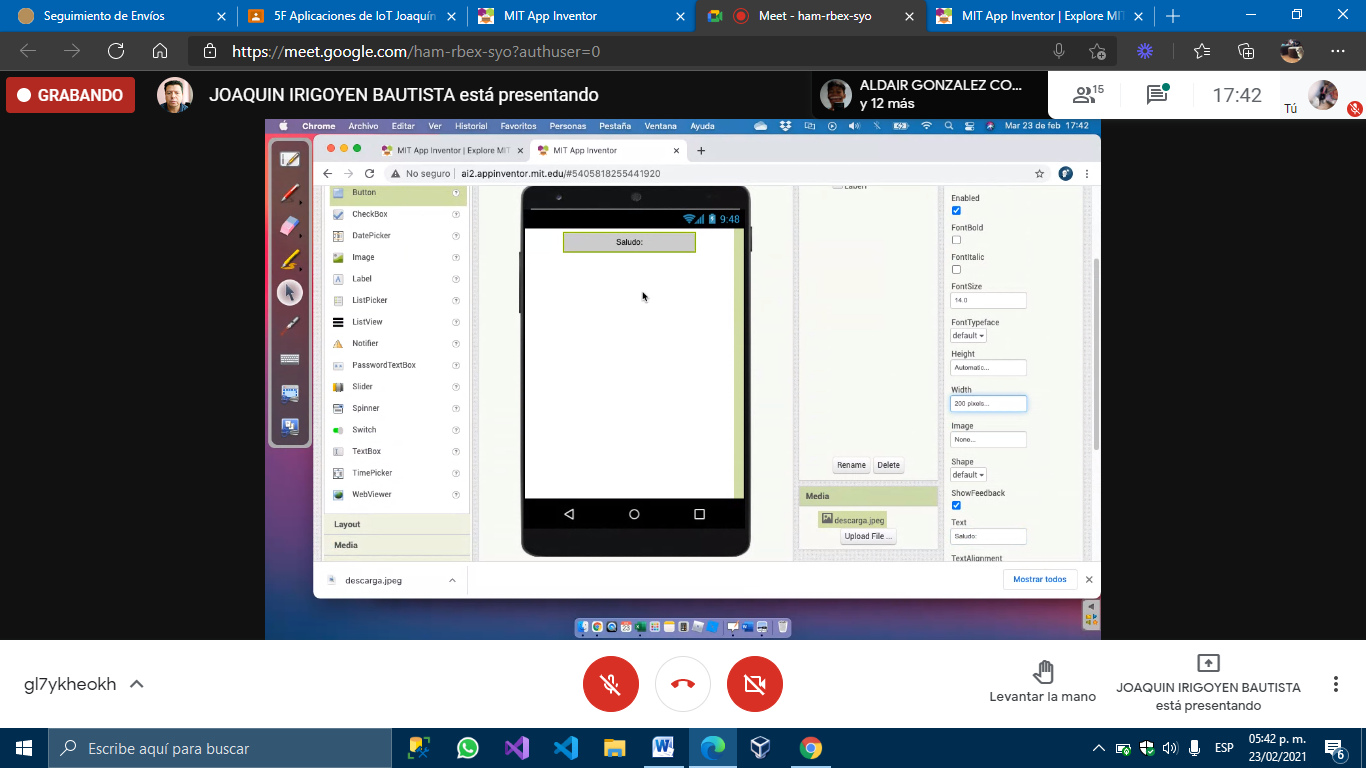 Seguimiento de Envíos
5F Aplicaciones de IoT Joaquín
MIT App Inventor
Meet - ham-rbex-syo
MIT App Inventor | Explore MIT
https://meet.google.com/ham-rbex-syo?authuser=0
GRABANDO
JOAQUIN IRIGOYEN BAUTISTA está presentando
ALDAIR GONZALEZ CO...
y 12 más
15
17:42
Tú
Chrome Archivo Editar Ver Historial Favoritos Personas Pestaña Ventana Ayuda
Mar 23 de feb 17:42
MIT App Inventor | Explore MIT
MIT App Inventor
No seguro | ai2.appinventor.mit.edu/#5405818255441920
Button
CheckBox
DatePicker
Image
Label
ListPicker
ListView
Notifier
PasswordTextBox
Slider
Spinner
Switch
TextBox
TimePicker
WebViewer
Layout
Media
9:48
Saludo:
Label1
Rename Delete
Media
descarga.jpeg
Upload File ...
Enabled
FontBold
FontItalic
FontSize
14.0
FontTypeface
default
Height
Automatic...
Width
200 pixels...
Image
None...
Shape
default
ShowFeedback
Text
Saludo:
TextAlignment
descarga.jpeg
Mostrar todos
gl7ykheokh
Levantar la mano
JOAQUIN IRIGOYEN BAUTISTA
está presentando
Escribe aquí para buscar
ESP
05:42 p. m.
23/02/2021
6